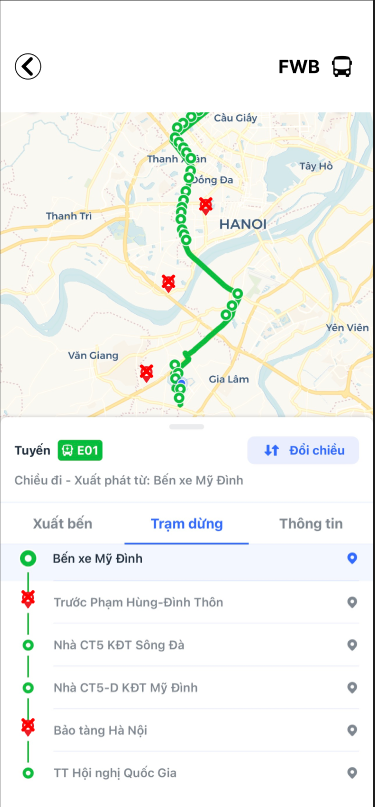 FWB
Cầu Giấy
Thanh Xuân
Tây Hồ
Đống Đa
Thanh Trì
HANOI
Yên Viên
Văn Giang
Gia Lâm
Tuyến E01 Đổi chiều
Chiều đi - Xuất phát từ: Bến xe Mỹ Đình
Xuất bến Trạm dừng Thông tin
Bến xe Mỹ Đình
Trước Phạm Hùng-Đình Thôn
Nhà CT5 KĐT Sông Đà
Nhà CT5-D KĐT Mỹ Đình
Bảo tàng Hà Nội
TT Hội nghị Quốc Gia